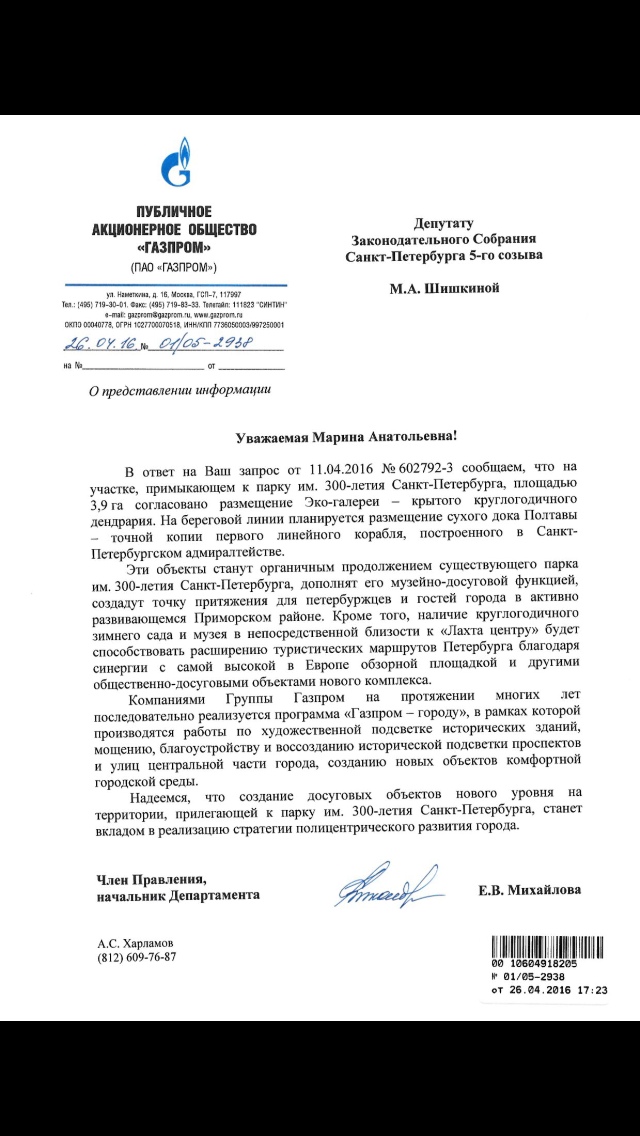 ПУБЛИЧНОЕ
АКЦИОНЕРНОЕ ОБЩЕСТВО
«ГАЗПРОМ»
(ПАО «ГАЗПРОМ»)
ул. Наметкина, д. 16, Москва, ГСП-7, 117997
Тел.: (495) 719-30-01. Факс: (495) 719-83-33. Телетайп: 111823 "СИНТИН"
e-mail: gazprom@gazprom.ru, www.gazprom.ru
ОКПО 00040778, ОГРН 1027700070518, ИНН/КПП 7736050003/997250001
26.04.16 № 01/05-2938
на № от
О представлении информации
Депутату
Законодательного Собрания
Санкт-Петербурга 5-го созыва
М.А. Шишкиной
Уважаемая Марина Анатольевна!
В ответ на Ваш запрос от 11.04.2016 № 602792-3 сообщаем, что на
участке, примыкающем к парку им. 300-летия Санкт-Петербурга, площадью
3,9 га согласовано размещение Эко-галереи – крытого круглогодичного
дендрария. На береговой линии планируется размещение сухого дока Полтавы
– точной копии первого линейного корабля, построенного в Санкт-
Петербургском адмиралтействе.
Эти объекты станут органичным продолжением существующего парка
им. 300-летия Санкт-Петербурга, дополнят его музейно-досуговой функцией,
создадут точку притяжения для петербуржцев и гостей города в активно
развивающемся Приморском районе. Кроме того, наличие круглогодичного
зимнего сада и музея в непосредственной близости к «Лахта центру» будет
способствовать расширению туристических маршрутов Петербурга благодаря
синергии с самой высокой в Европе обзорной площадкой и другими
общественно-досуговыми объектами нового комплекса.
Компаниями Группы Газпром на протяжении многих лет
последовательно реализуется программа «Газпром – городу», в рамках которой
производятся работы по художественной подсветке исторических зданий,
мощению, благоустройству и воссозданию исторической подсветки проспектов
и улиц центральной части города, созданию новых объектов комфортной
городской среды.
Надеемся, что создание досуговых объектов нового уровня на
территории, прилегающей к парку им. 300-летия Санкт-Петербурга, станет
вкладом в реализацию стратегии полицентрического развития города.
Член Правления,
начальник Департамента
Е.В. Михайлова
А.С. Харламов
(812) 609-76-87
00 10604918205
№ 01/05-2938
от 26.04.2016 17:23